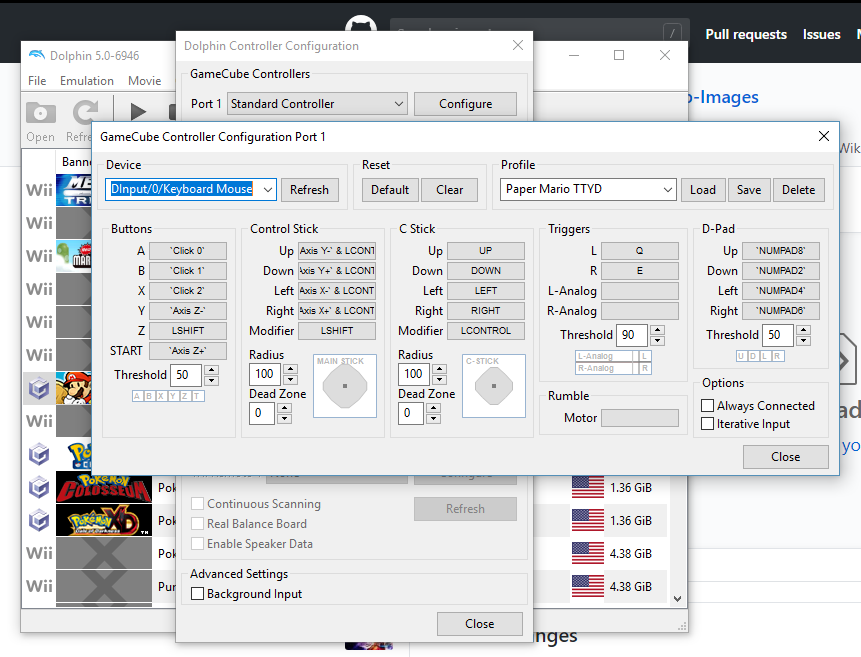 Pull requests Issues
Dolphin 5.0-6946
Dolphin Controller Configuration
File Emulation Movie
GameCube Controllers
Port 1 Standard Controller Configure
-Images
Open Refre
GameCube Controller Configuration Port 1
Banne
Wik
Device
DInput/0/Keyboard Mouse Refresh
Reset
Default Clear
Profile
Paper Mario TTYD Load Save Delete
Wii
Wii
Wii
Wii
Wii
Wii
Wii
Buttons
A `Click 0`
B `Click 1`
X `Click 2`
Y `Axis Z-`
Z LSHIFT
START `Axis Z+`
Threshold 50
A B X Y Z T
Control Stick
Up Axis Y-` & LCONT
Down Axis Y+` & LCONT
Left Axis X-` & LCONT
Right Axis X+` & LCONT
Modifier LSHIFT
Radius
100
Dead Zone
0
MAIN STICK
C Stick
Up UP
Down DOWN
Left LEFT
Right RIGHT
Modifier LCONTROL
Radius
100
Dead Zone
0
C-STICK
Triggers
L Q
R E
L-Analog
R-Analog
Threshold 90
L-Analog L
R-Analog R
Rumble
Motor
D-Pad
Up `NUMPAD8`
Down `NUMPAD2`
Left `NUMPAD4`
Right `NUMPAD6`
Threshold 50
U D L R
Options
Always Connected
Iterative Input
Close
ad
yo
POKéMON COLOSSEUM Pok 1.36 GiB
Continuous Scanning
Refresh
POKéMON XD Pok 1.36 GiB
Real Balance Board
Enable Speaker Data
Wii Pok 4.38 GiB
Advanced Settings
Wii Pur 4.38 GiB
Background Input
Close
nges